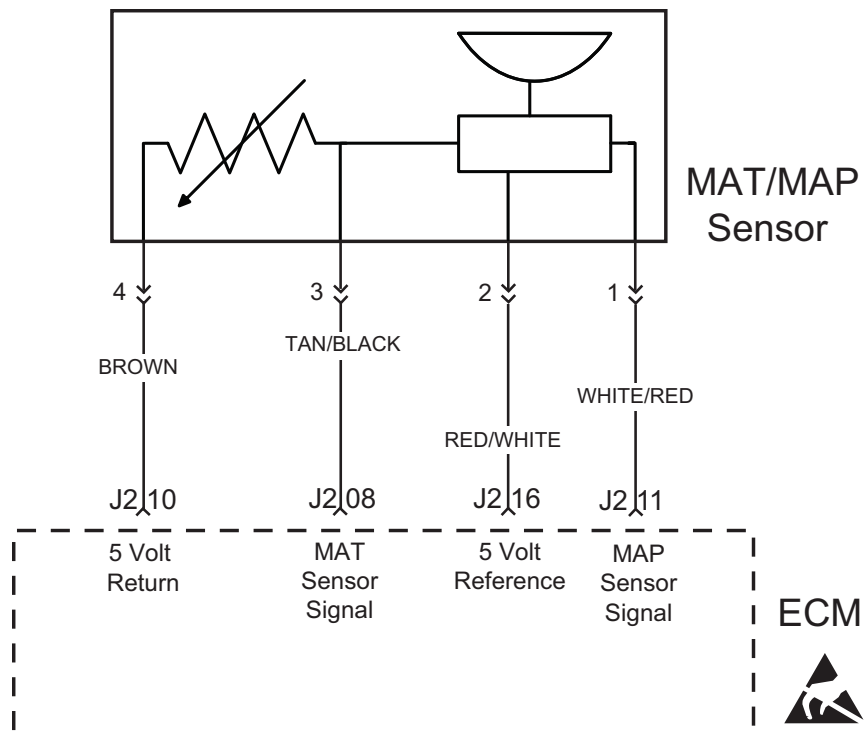 MAT/MAP
Sensor
4
3
2
1
BROWN
TAN/BLACK
RED/WHITE
WHITE/RED
J2 10
J2 08
J2 16
J2 11
5 Volt
Return
MAT
Sensor
Signal
5 Volt
Reference
MAP
Sensor
Signal
ECM